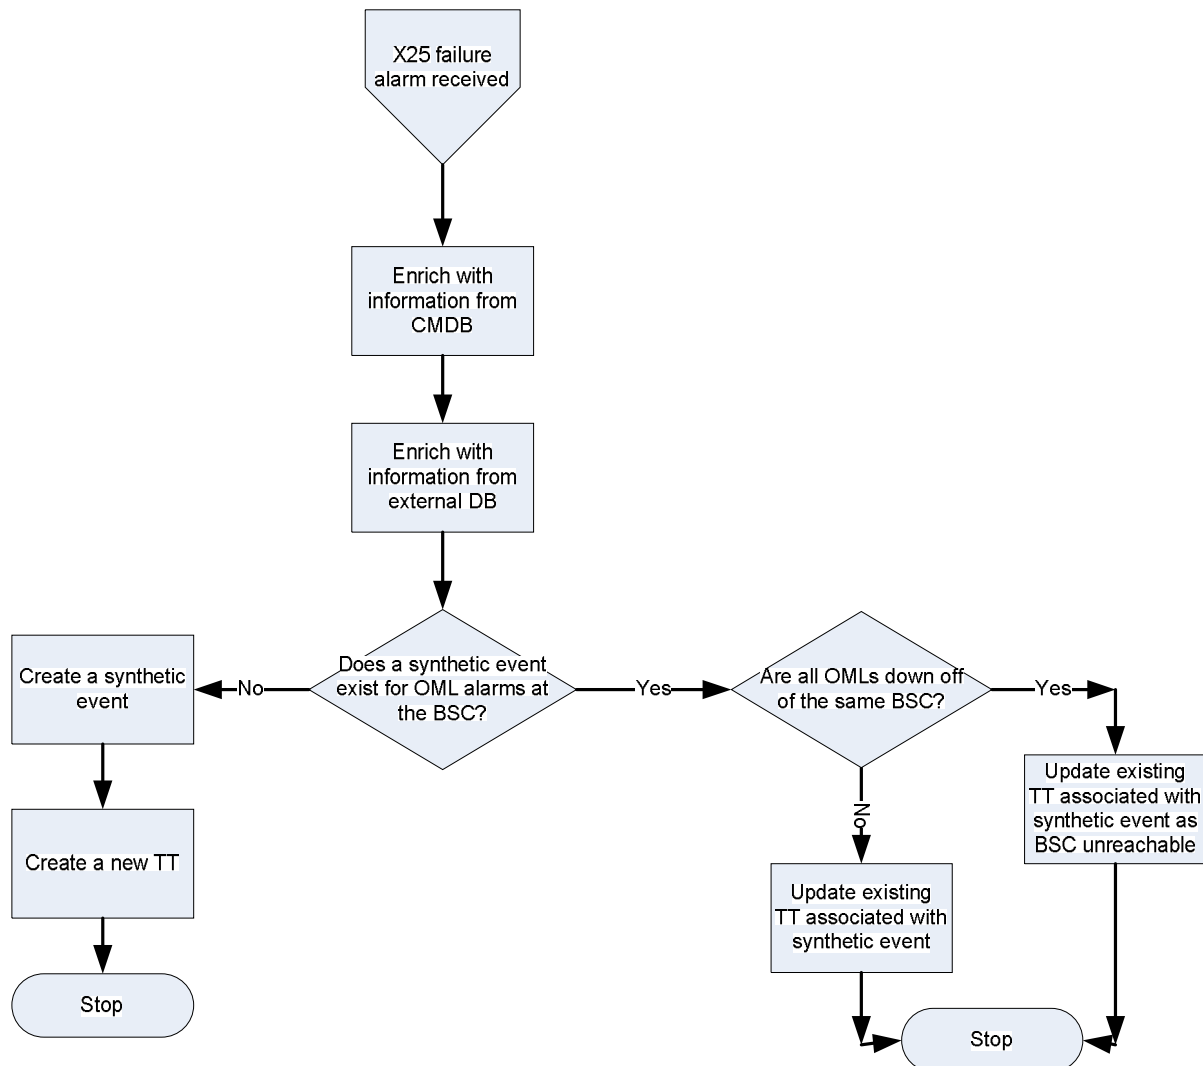 X25 failure
alarm received
Enrich with
information from
CMDB
Enrich with
information from
external DB
Does a synthetic event
exist for OML alarms at
the BSC?
No
Create a synthetic
event
Create a new TT
Stop
Yes
Are all OMLs down off
of the same BSC?
Yes
Update existing
TT associated with
synthetic event as
BSC unreachable
No
Update existing
TT associated with
synthetic event
Stop